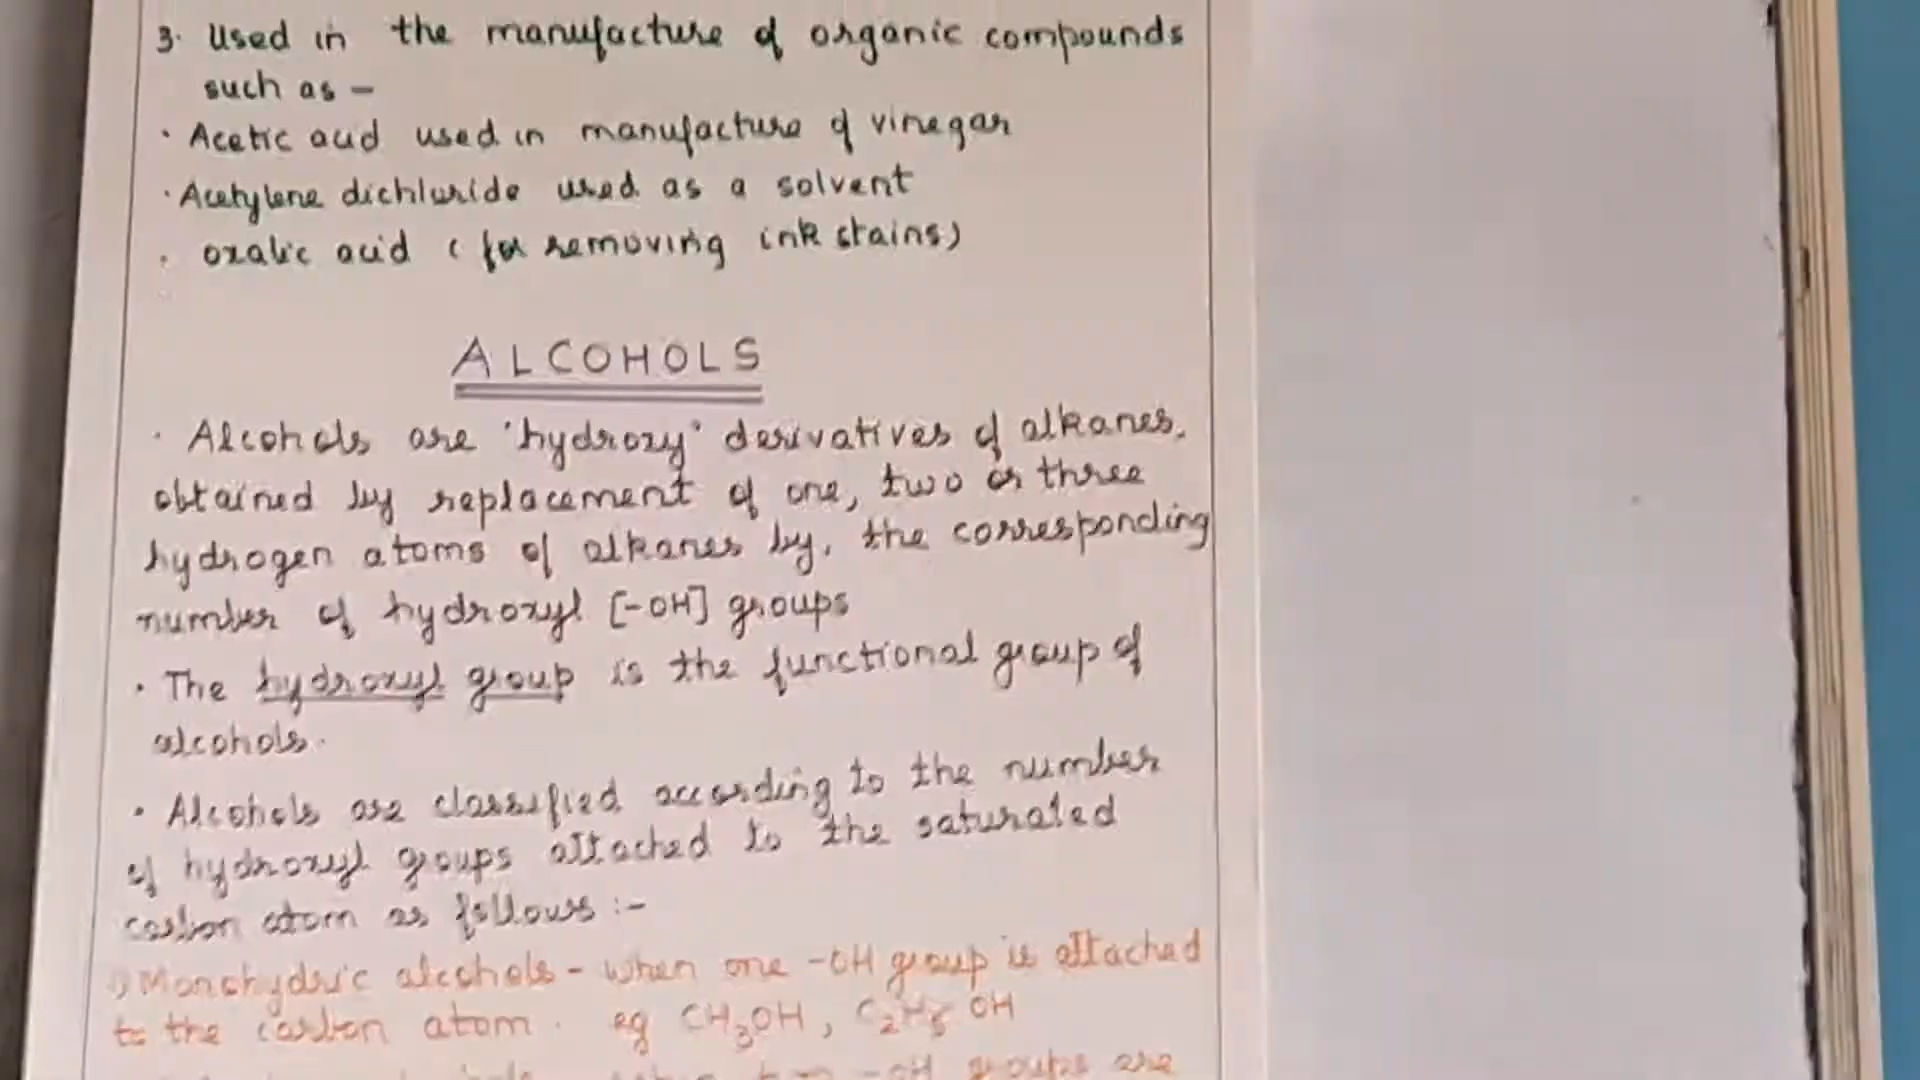 3. Used in the manufacture of organic compounds
such as –
· Acetic acid used in manufacture of vinegar
· Acetylene dichloride used as a solvent
· oxalic acid (for removing ink stains)
ALCOHOLS
· Alcohols are 'hydroxy' derivatives of alkanes,
obtained by replacement of one, two or three
hydrogen atoms of alkanes by, the corresponding
number of hydroxyl [-OH] groups
· The hydroxyl group is the functional group of
alcohols.
· Alcohols are classified according to the number
of hydroxyl groups attached to the saturated
carbon atom as follows :-
i) Monohydric alcohols - when one -OH group is attached
to the carbon atom. eg CH₃OH, C₂H₅OH
-OH groups are